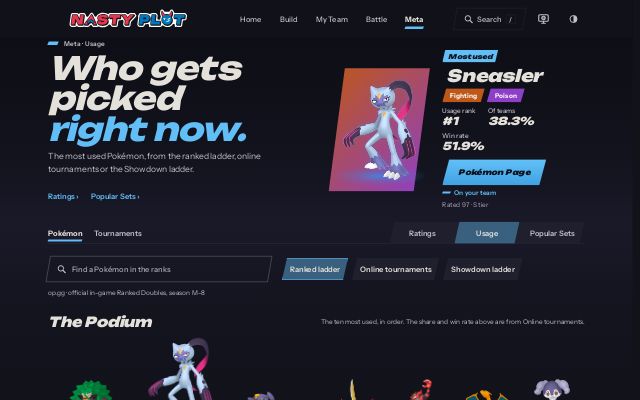 NASTY PLOT
Home
Build
My Team
Battle
Meta
Search /
Meta · Usage
Who gets
picked
right now.
The most used Pokémon, from the ranked ladder, online
tournaments or the Showdown ladder.
Ratings ›
Popular Sets ›
Most used
Sneasler
Fighting
Poison
Usage rank
#1
Of teams
38.3%
Win rate
51.9%
Pokémon Page
On your team
Rated 97 · S tier
Pokémon
Tournaments
Ratings
Usage
Popular Sets
Find a Pokémon in the ranks
Ranked ladder
Online tournaments
Showdown ladder
op.gg · official in-game Ranked Doubles, season M-8
The Podium
The ten most used, in order. The share and win rate above are from Online tournaments.